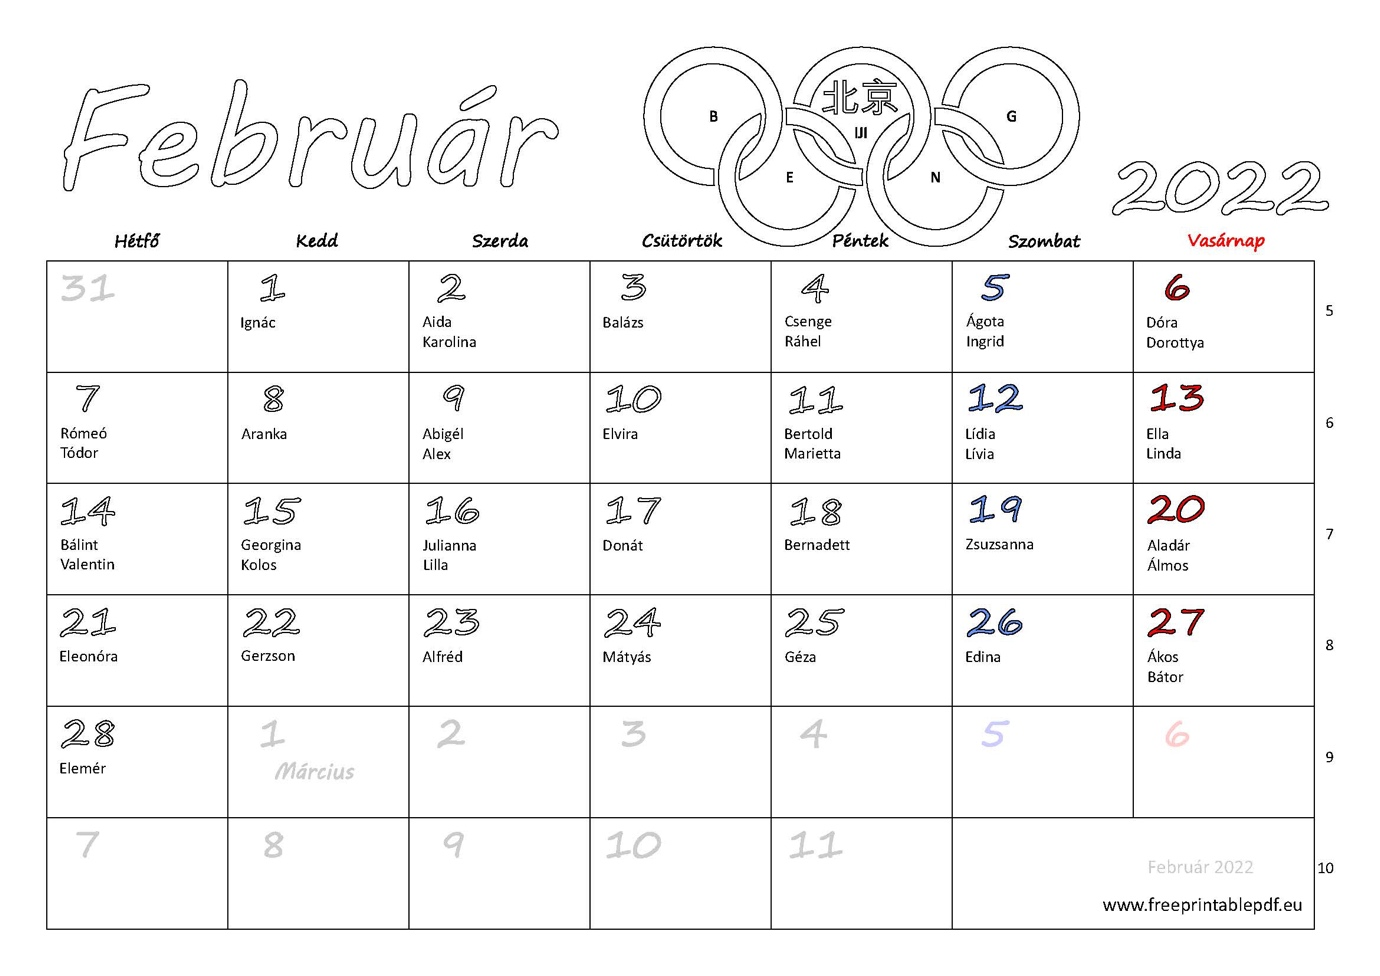 Február
北京
B
IJI
G
E
N
2022
Hétfő Kedd Szerda Csütörtök Péntek Szombat Vasárnap
31 1 2 3 4 5 6
5
Ignác Aida Balázs Csenge Ágota Dóra
Karolina Ráhel Ingrid Dorottya
7 8 9 10 11 12 13
6
Rómeó Aranka Abigél Elvira Bertold Lídia Ella
Tódor Alex Marietta Lívia Linda
14 15 16 17 18 19 20
7
Bálint Georgina Julianna Donát Bernadett Zsuzsanna Aladár
Valentin Kolos Lilla Álmos
21 22 23 24 25 26 27
8
Eleonóra Gerzson Alfréd Mátyás Géza Edina Ákos
Bátor
28 1 2 3 4 5 6
9
Elemér Március
7 8 9 10 11
Február 2022 10
www.freeprintablepdf.eu